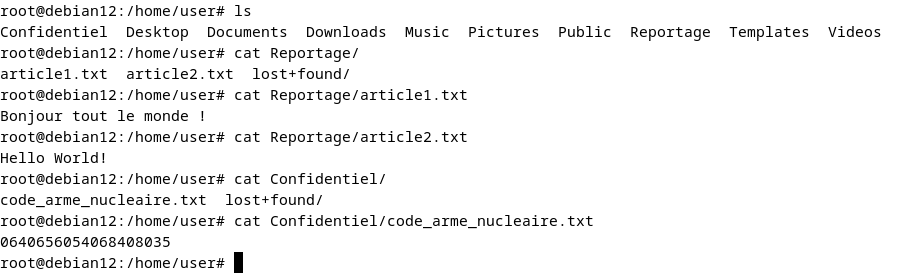 root@debian12:/home/user# ls
Confidentiel  Desktop  Documents  Downloads  Music  Pictures  Public  Reportage  Templates  Videos
root@debian12:/home/user# cat Reportage/
article1.txt  article2.txt  lost+found/
root@debian12:/home/user# cat Reportage/article1.txt
Bonjour tout le monde !
root@debian12:/home/user# cat Reportage/article2.txt
Hello World!
root@debian12:/home/user# cat Confidentiel/
code_arme_nucleaire.txt  lost+found/
root@debian12:/home/user# cat Confidentiel/code_arme_nucleaire.txt
0640656054068408035
root@debian12:/home/user#